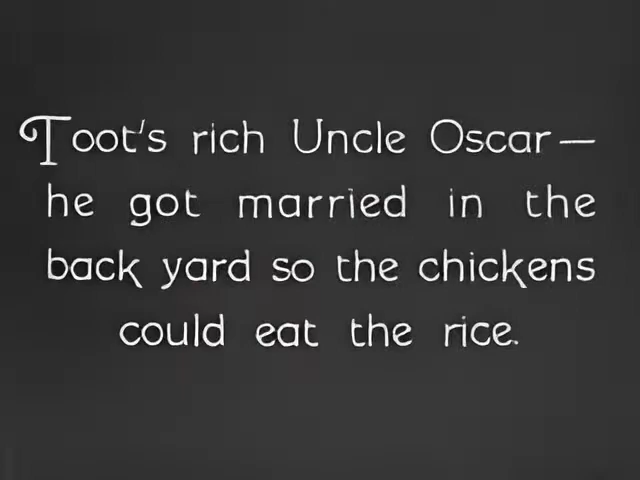 Toot's rich Uncle Oscar—
he got married in the
back yard so the chickens
could eat the rice.